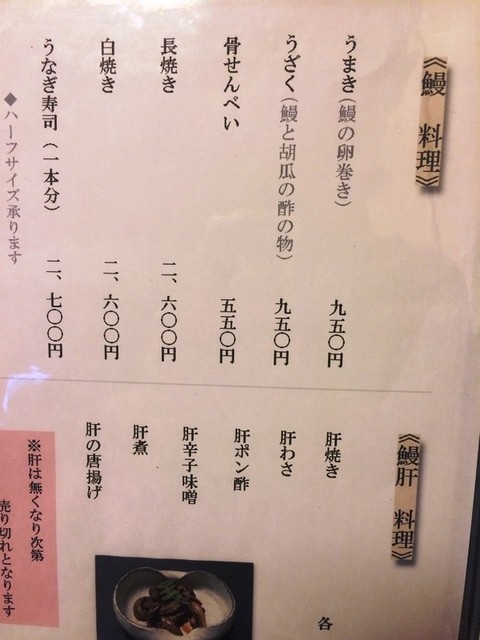 《鰻 料理》
うまき（鰻の卵巻き） 九五〇円
うざく（鰻と胡瓜の酢の物） 九五〇円
骨せんべい 五五〇円
長焼き 二、六〇〇円
白焼き 二、六〇〇円
うなぎ寿司（一本分） 二、七〇〇円
◆ハーフサイズ承ります
《鰻肝 料理》
肝焼き
肝わさ
肝ポン酢
肝辛子味噌
肝煮
肝の唐揚げ
各
※肝は無くなり次第
売り切れとなります